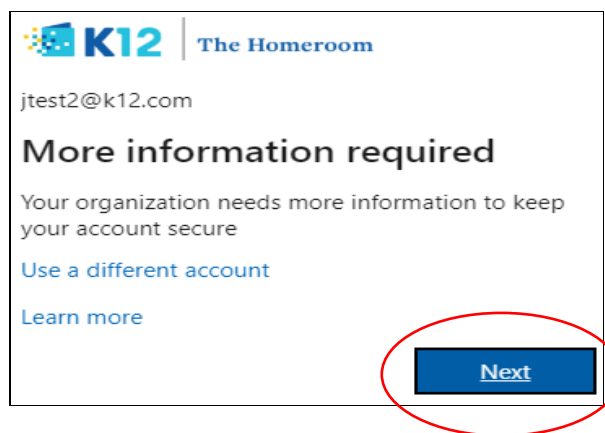 K12 The Homeroom
jtest2@k12.com
More information required
Your organization needs more information to keep
your account secure
Use a different account
Learn more
Next